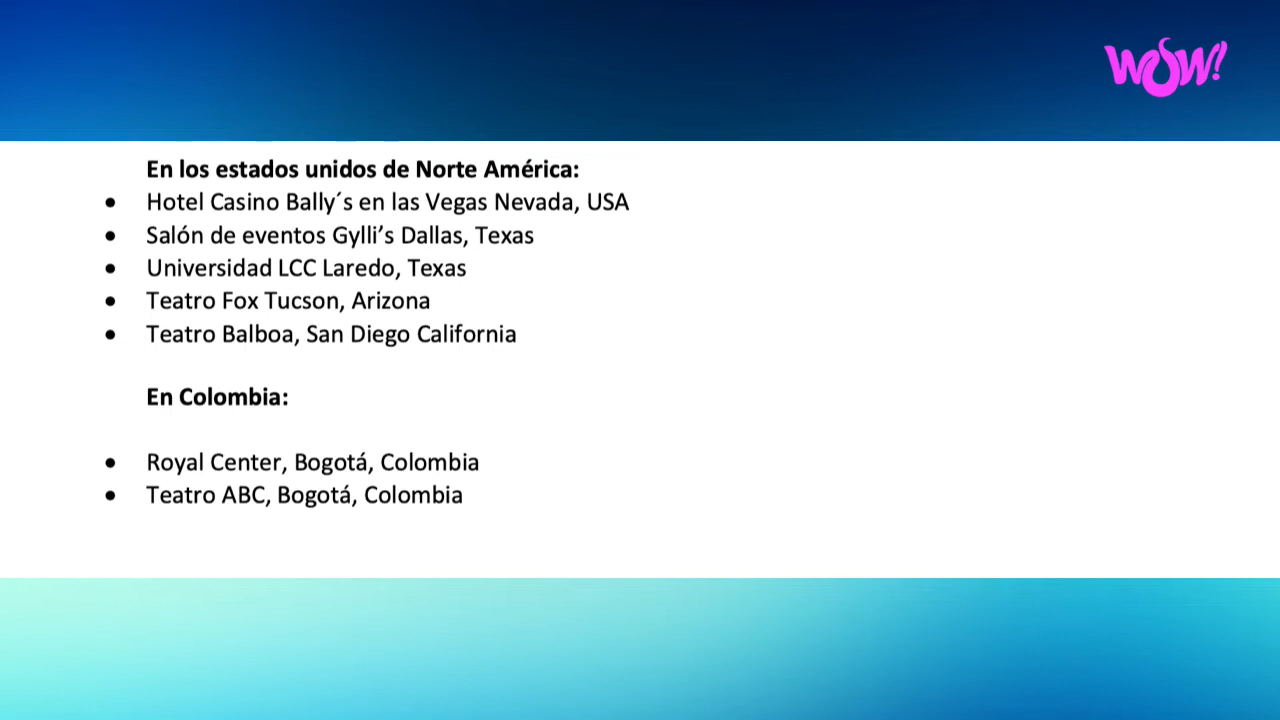 WOW!
En los estados unidos de Norte América:
• Hotel Casino Bally´s en las Vegas Nevada, USA
• Salón de eventos Gylli’s Dallas, Texas
• Universidad LCC Laredo, Texas
• Teatro Fox Tucson, Arizona
• Teatro Balboa, San Diego California
En Colombia:
• Royal Center, Bogotá, Colombia
• Teatro ABC, Bogotá, Colombia